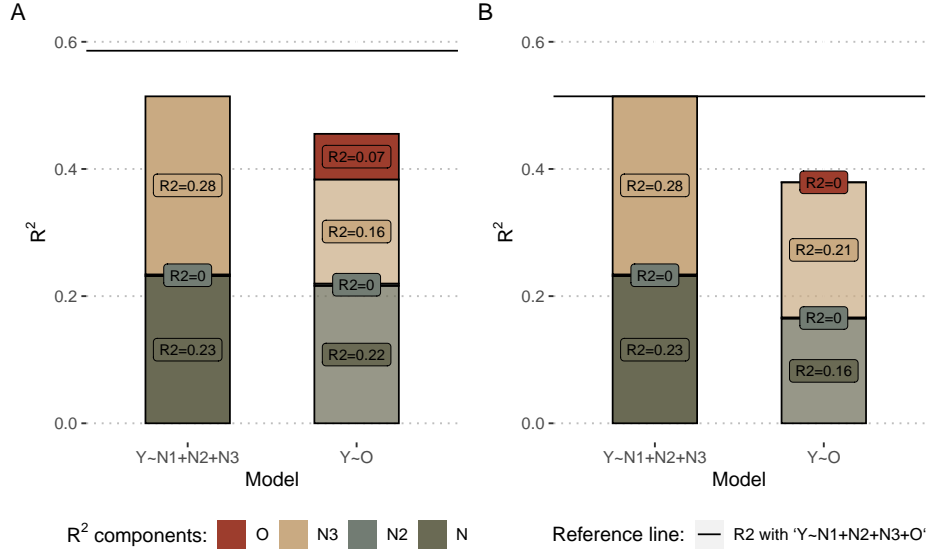 A
B
0.6
0.4
0.2
0.0
R2
R2=0.28
R2=0
R2=0.23
R2=0.07
R2=0.16
R2=0
R2=0.22
Y~N1+N2+N3
Y~O
Model
0.6
0.4
0.2
0.0
R2
R2=0.28
R2=0
R2=0.23
R2=0
R2=0.21
R2=0
R2=0.16
Y~N1+N2+N3
Y~O
Model
R2 components: O N3 N2 N
Reference line: R2 with ‘Y~N1+N2+N3+O‘